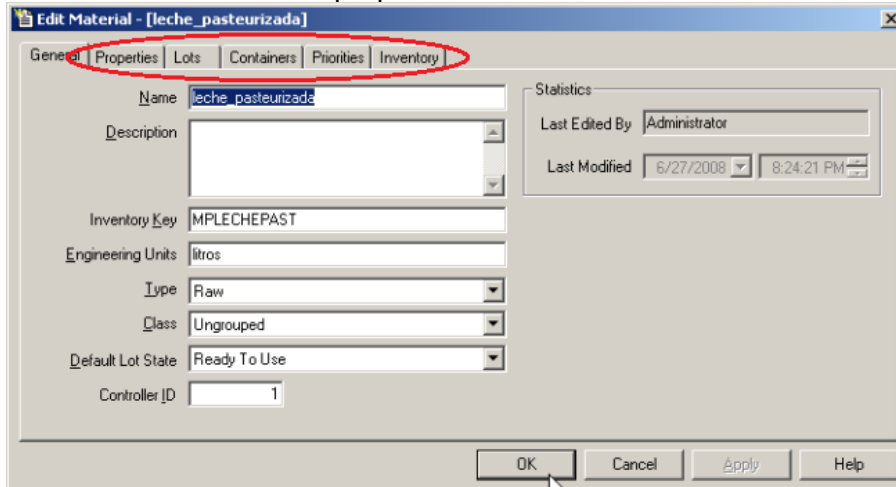 Edit Material - [leche_pasteurizada]
General Properties Lots Containers Priorities Inventory
Name leche_pasteurizada
Description
Inventory Key MPLECHEPAST
Engineering Units litros
Type Raw
Class Ungrouped
Default Lot State Ready To Use
Controller ID 1
Statistics
Last Edited By Administrator
Last Modified 6/27/2008 8:24:21 PM
OK Cancel Apply Help